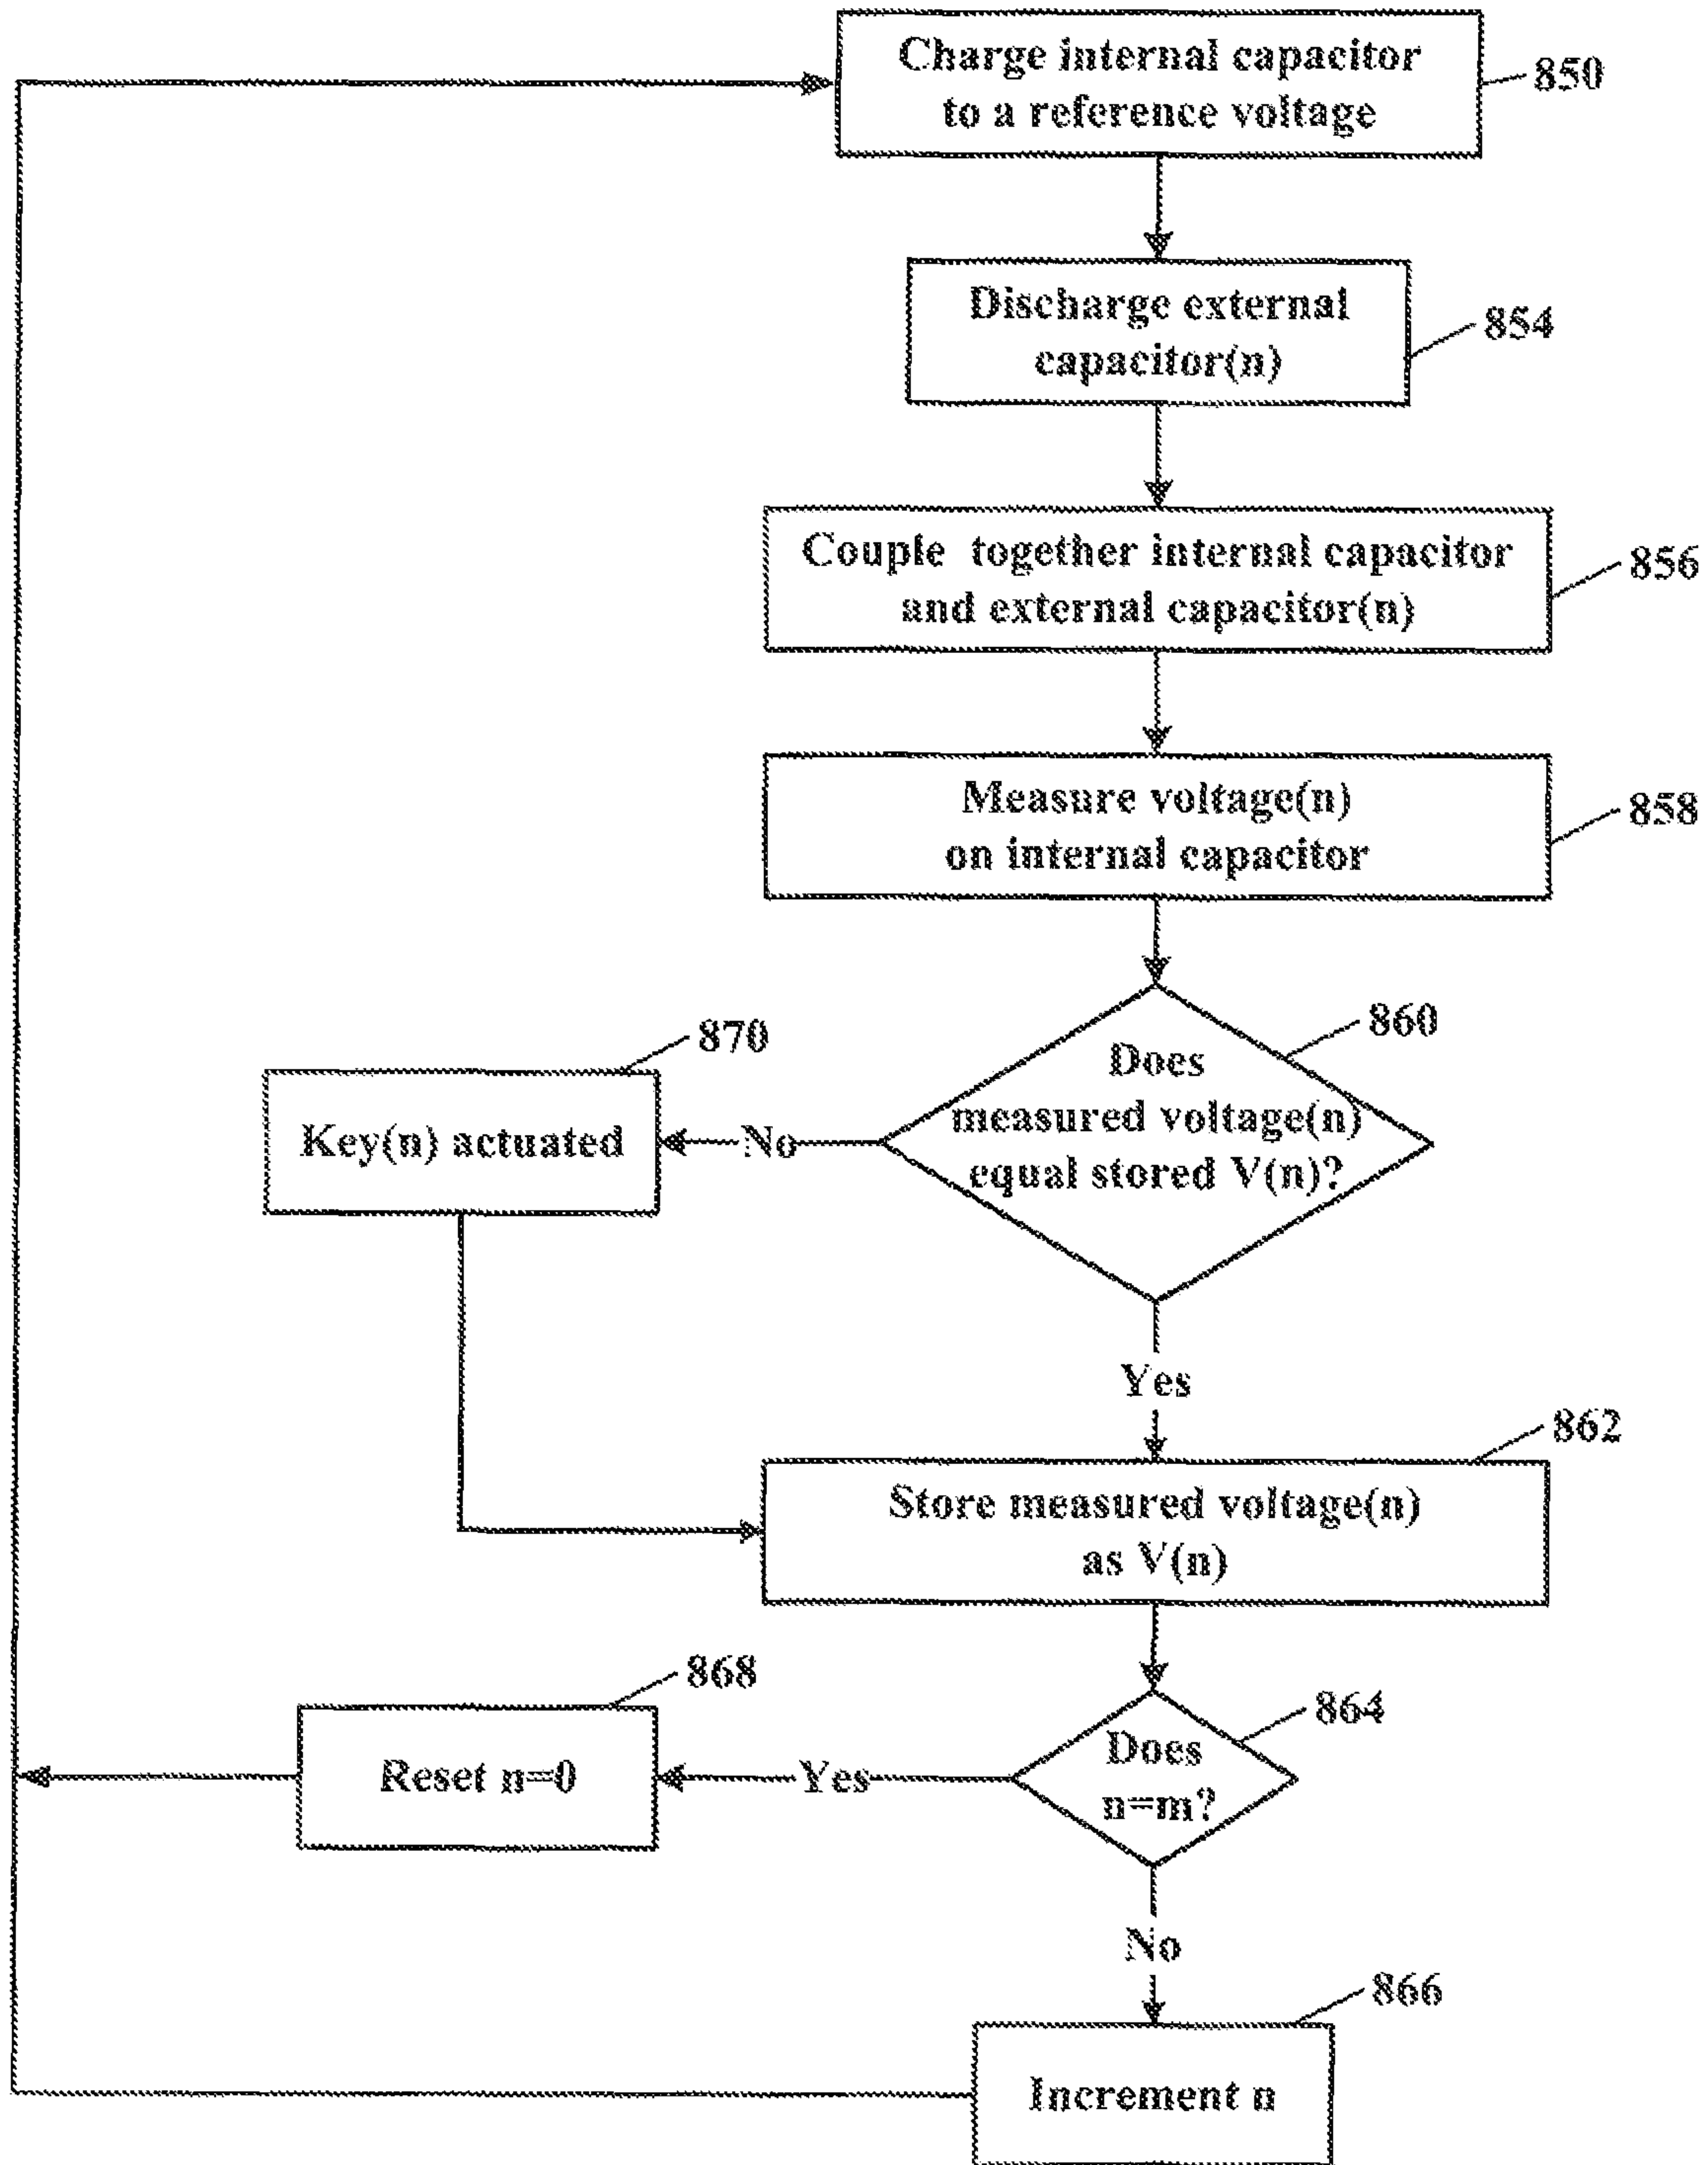 Charge internal capacitor
to a reference voltage
850
Discharge external
capacitor(n)
854
Couple together internal capacitor
and external capacitor(n)
856
Measure voltage(n)
on internal capacitor
858
860
Does
measured voltage(n)
equal stored V(n)?
870
Key(n) actuated
No
Yes
862
Store measured voltage(n)
as V(n)
868
Reset n=0
Yes
864
Does
n=m?
No
866
Increment n